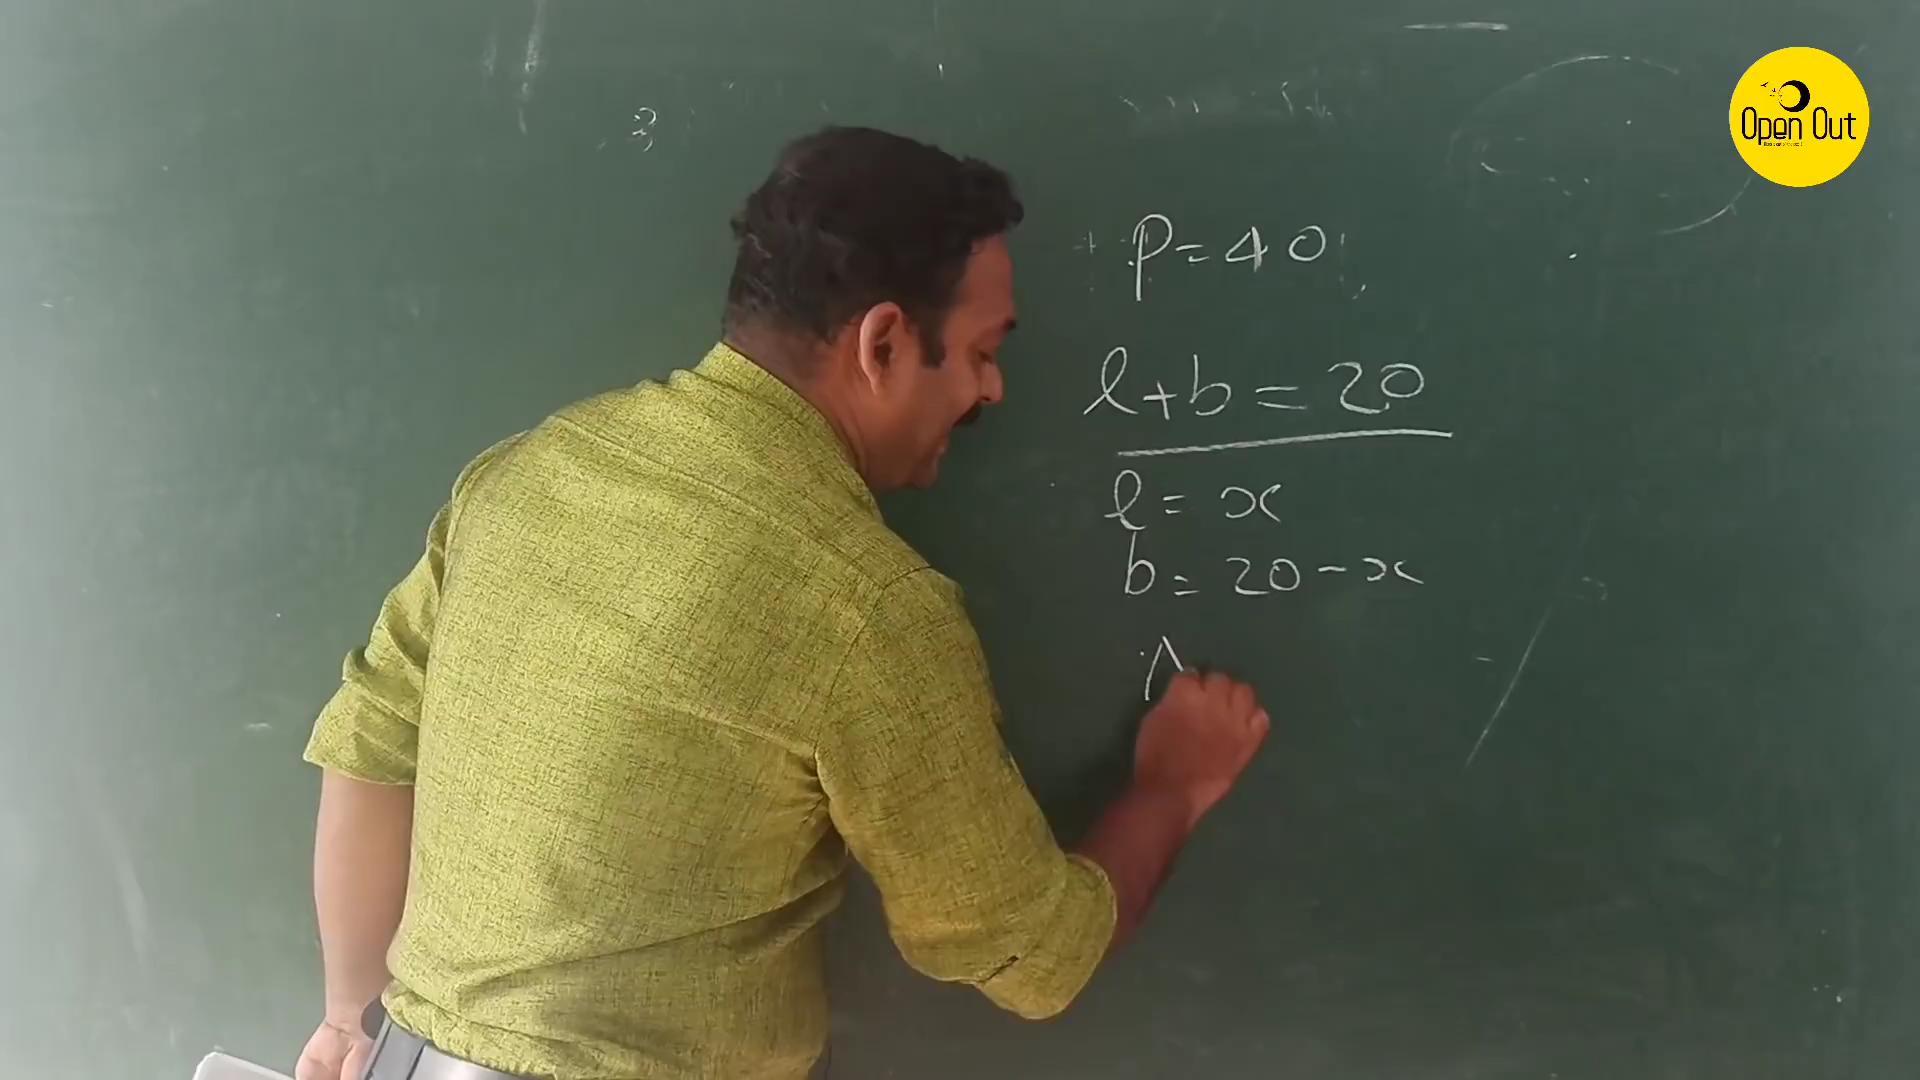 Open Out
P = 40
l + b = 20
l = x
b = 20 - x